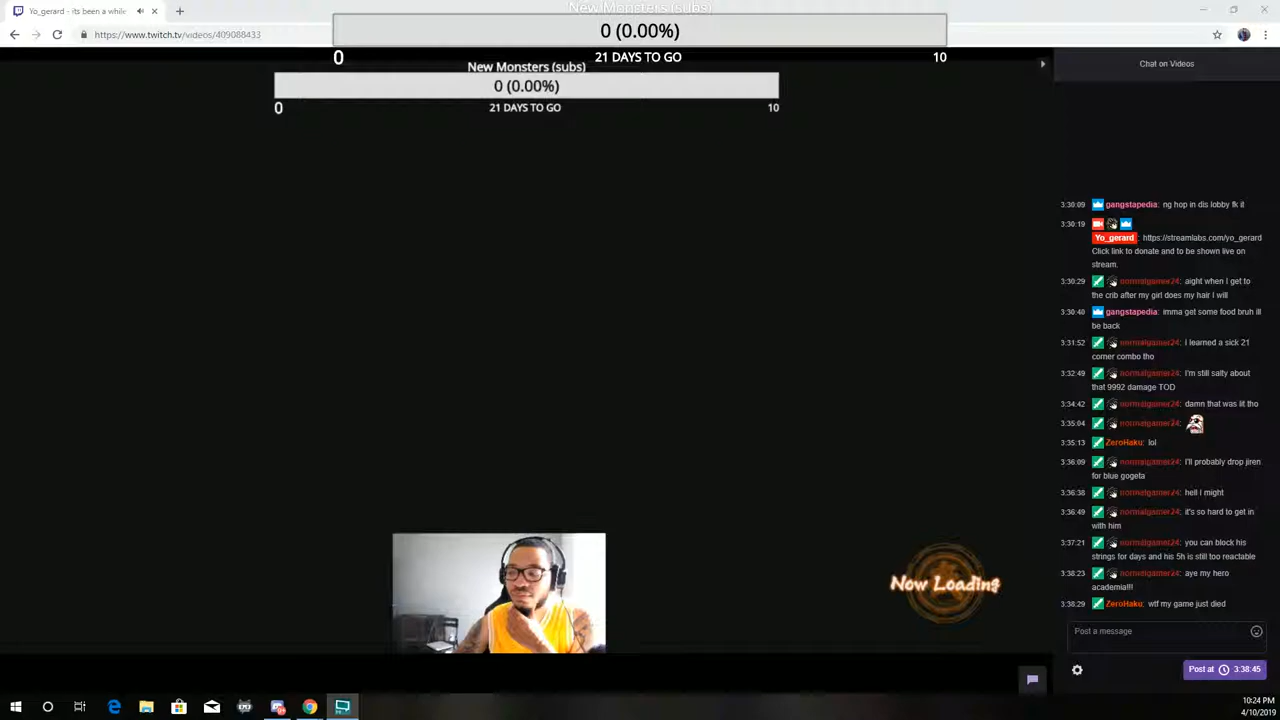 Yo_gerard - its been a while
https://www.twitch.tv/videos/409088433
New Monsters (subs)
0 (0.00%)
0 21 DAYS TO GO 10
New Monsters (subs)
0 (0.00%)
0 21 DAYS TO GO 10
Chat on Videos
3:30:09 gangstapedia: ng hop in dis lobby fk it
3:30:19
Yo_gerard : https://streamlabs.com/yo_gerard
Click link to donate and to be shown live on
stream.
3:30:29 normalgamer24: aight when I get to
the crib after my girl does my hair I will
3:30:40 gangstapedia: imma get some food bruh ill
be back
3:31:52 normalgamer24: I learned a sick 21
corner combo tho
3:32:49 normalgamer24: I'm still salty about
that 9992 damage TOD
3:34:42 normalgamer24: damn that was lit tho
3:35:04 normalgamer24:
3:35:13 ZeroHaku: lol
3:36:09 normalgamer24: I'll probably drop jiren
for blue gogeta
3:36:38 normalgamer24: hell I might
3:36:49 normalgamer24: it's so hard to get in
with him
3:37:21 normalgamer24: you can block his
strings for days and his 5h is still too reactable
3:38:23 normalgamer24: aye my hero
academia!!!
3:38:29 ZeroHaku: wtf my game just died
Now Loading
Post a message
Post at 3:38:45
10:24 PM
4/10/2019